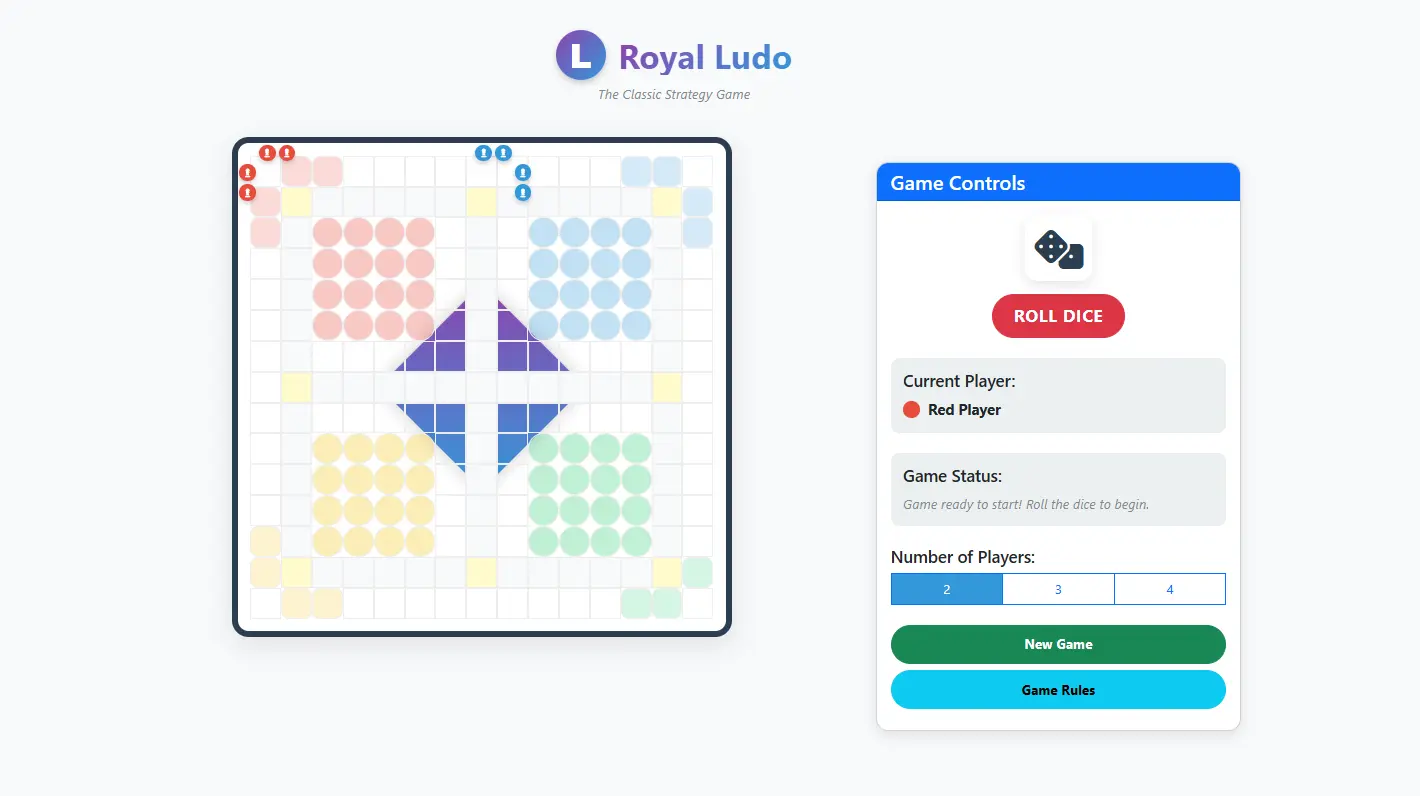 L Royal Ludo
The Classic Strategy Game
Game Controls
ROLL DICE
Current Player:
Red Player
Game Status:
Game ready to start! Roll the dice to begin.
Number of Players:
2 3 4
New Game
Game Rules